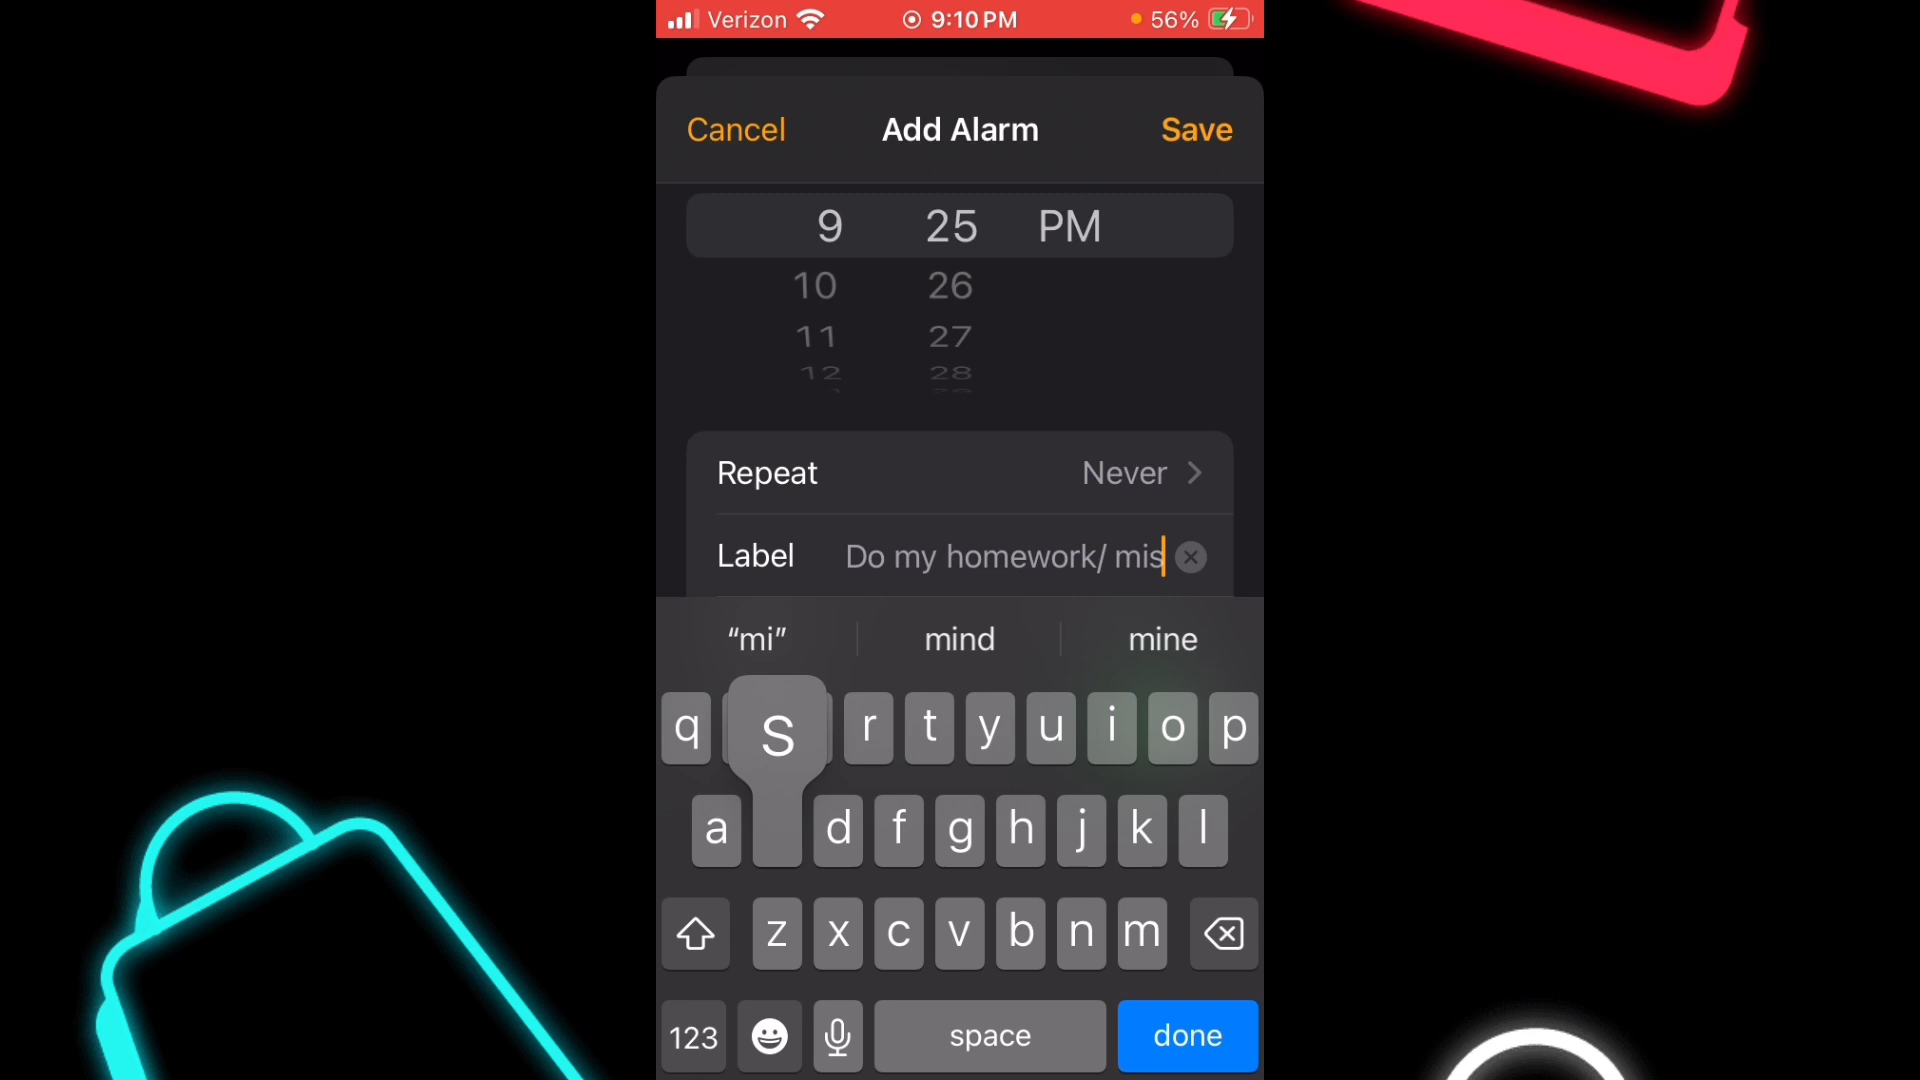 Verizon 9:10 PM 56%
Cancel Add Alarm Save
9 25 PM
10 26
11 27
12 28
Repeat Never
Label Do my homework/ mis
“mi” mind mine
q s r t y u i o p
a d f g h j k l
z x c v b n m
123 space done